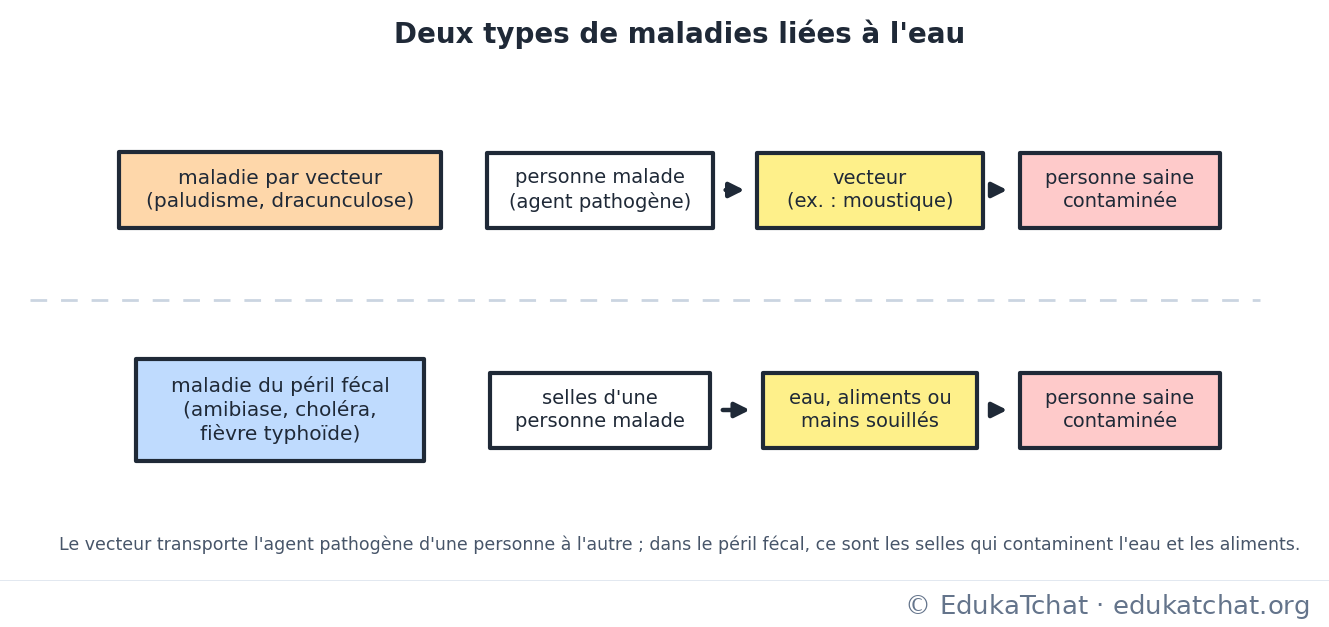 Deux types de maladies liées à l'eau
maladie par vecteur
(paludisme, dracunculose)
personne malade
(agent pathogène)
vecteur
(ex. : moustique)
personne saine
contaminée
maladie du péril fécal
(amibiase, choléra,
fièvre typhoïde)
selles d'une
personne malade
eau, aliments ou
mains souillés
personne saine
contaminée
Le vecteur transporte l'agent pathogène d'une personne à l'autre ; dans le péril fécal, ce sont les selles qui contaminent l'eau et les aliments.
© EdukaTchat · edukatchat.org